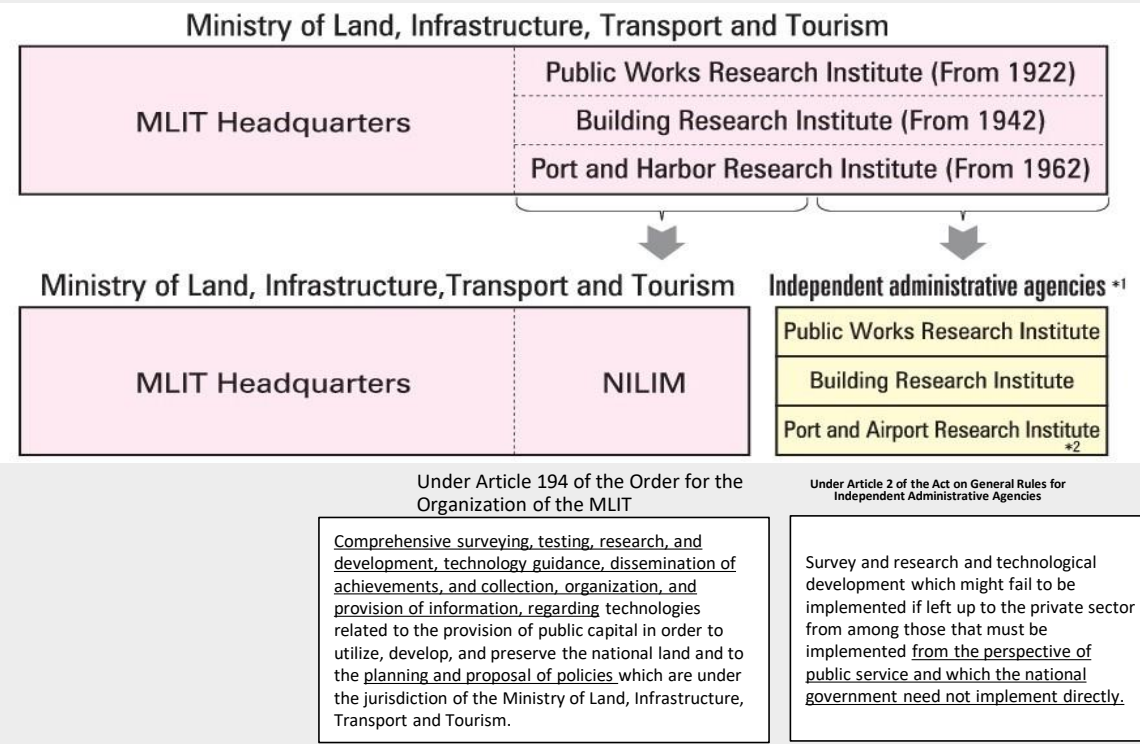 Ministry of Land, Infrastructure, Transport and Tourism
MLIT Headquarters
Public Works Research Institute (From 1922)
Building Research Institute (From 1942)
Port and Harbor Research Institute (From 1962)
Ministry of Land, Infrastructure,Transport and Tourism
MLIT Headquarters
NILIM
Independent administrative agencies *1
Public Works Research Institute
Building Research Institute
Port and Airport Research Institute
*2
Under Article 194 of the Order for the
Organization of the MLIT
Comprehensive surveying, testing, research, and
development, technology guidance, dissemination of
achievements, and collection, organization, and
provision of information, regarding technologies
related to the provision of public capital in order to
utilize, develop, and preserve the national land and to
the planning and proposal of policies which are under
the jurisdiction of the Ministry of Land, Infrastructure,
Transport and Tourism.
Under Article 2 of the Act on General Rules for
Independent Administrative Agencies
Survey and research and technological
development which might fail to be
implemented if left up to the private sector
from among those that must be
implemented from the perspective of
public service and which the national
government need not implement directly.